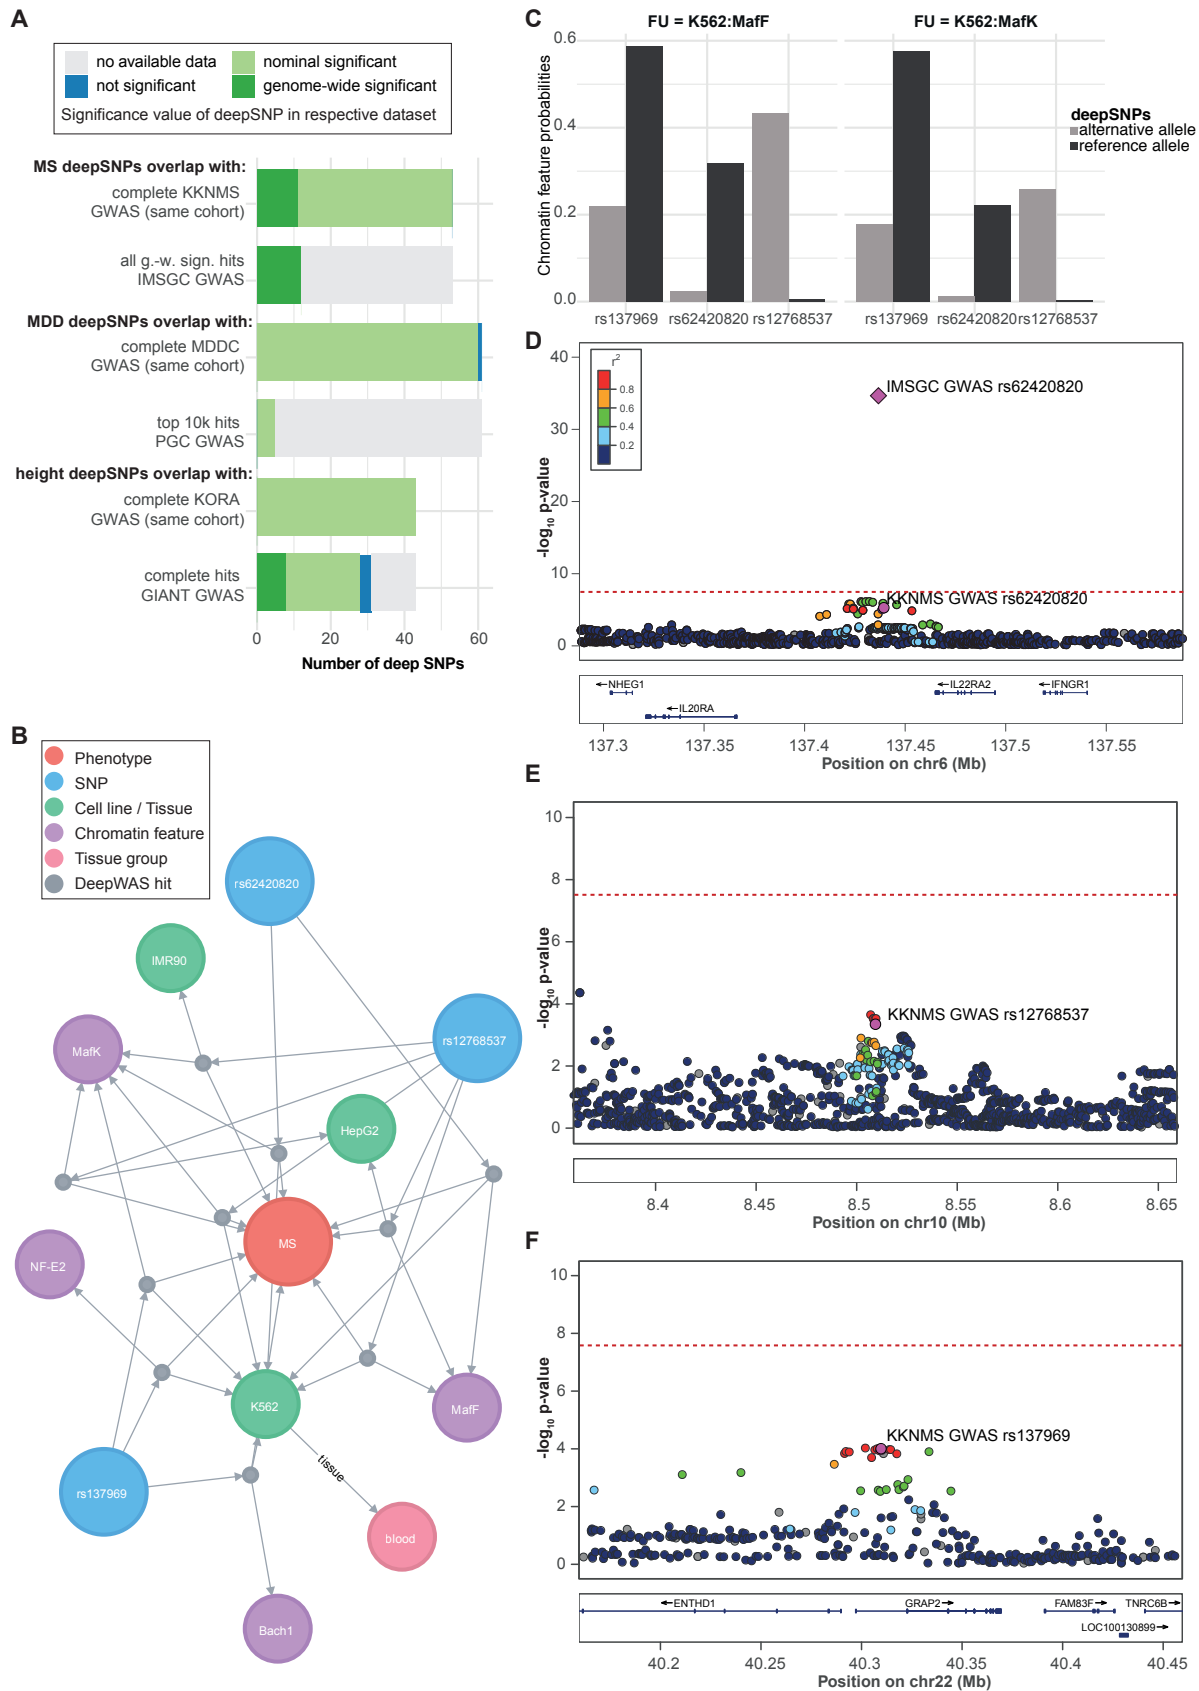 A
no available data
nominal significant
not significant
genome-wide significant
Significance value of deepSNP in respective dataset
MS deepSNPs overlap with:
complete KKNMS
GWAS (same cohort)
all g.-w. sign. hits
IMSGC GWAS
MDD deepSNPs overlap with:
complete MDDC
GWAS (same cohort)
top 10k hits
PGC GWAS
height deepSNPs overlap with:
complete KORA
GWAS (same cohort)
complete hits
GIANT GWAS
0 20 40 60
Number of deep SNPs
B
Phenotype
SNP
Cell line / Tissue
Chromatin feature
Tissue group
DeepWAS hit
rs62420820
IMR90
MafK
rs12768537
HepG2
MS
NF-E2
K562
MafF
tissue
rs137969
blood
Bach1
C
FU = K562:MafF
FU = K562:MafK
Chromatin feature probabilities
0.6
0.4
0.2
0.0
rs137969 rs62420820 rs12768537
rs137969 rs62420820 rs12768537
deepSNPs
alternative allele
reference allele
D
r2
0.8
0.6
0.4
0.2
IMSGC GWAS rs62420820
KKNMS GWAS rs62420820
-log10 p-value
40
30
20
10
0
←NHEG1
←IL20RA
←IL22RA2
←IFNGR1
137.3 137.35 137.4 137.45 137.5 137.55
Position on chr6 (Mb)
E
-log10 p-value
10
8
6
4
2
0
KKNMS GWAS rs12768537
8.4 8.45 8.5 8.55 8.6 8.65
Position on chr10 (Mb)
F
-log10 p-value
10
8
6
4
2
0
KKNMS GWAS rs137969
←ENTHD1
GRAP2→
FAM83F→
TNRC6B→
LOC100130899→
40.2 40.25 40.3 40.35 40.4 40.45
Position on chr22 (Mb)